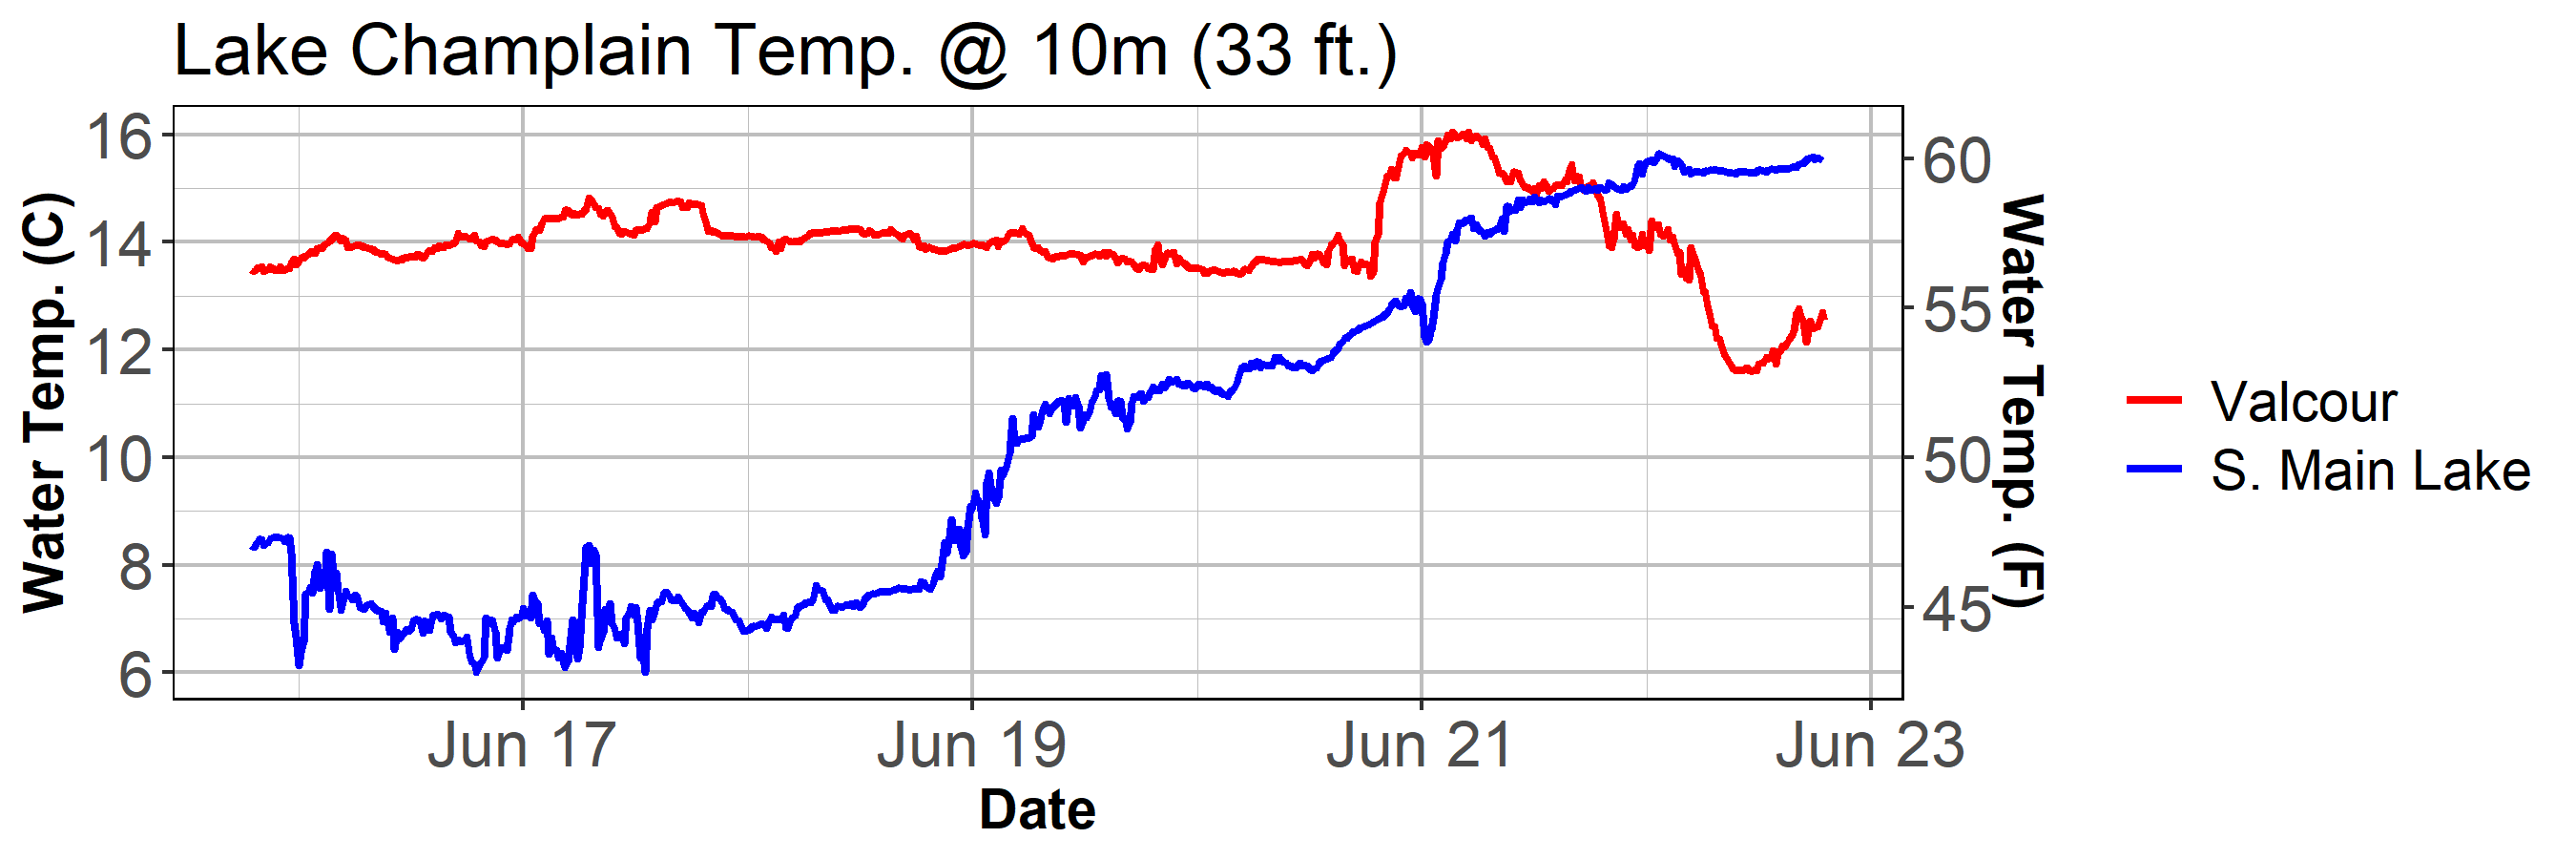 Lake Champlain Temp. @ 10m (33 ft.)
Water Temp. (C)
16
14
12
10
8
6
60
55
50
45
Water Temp. (F)
Valcour
S. Main Lake
Jun 17
Jun 19
Jun 21
Jun 23
Date